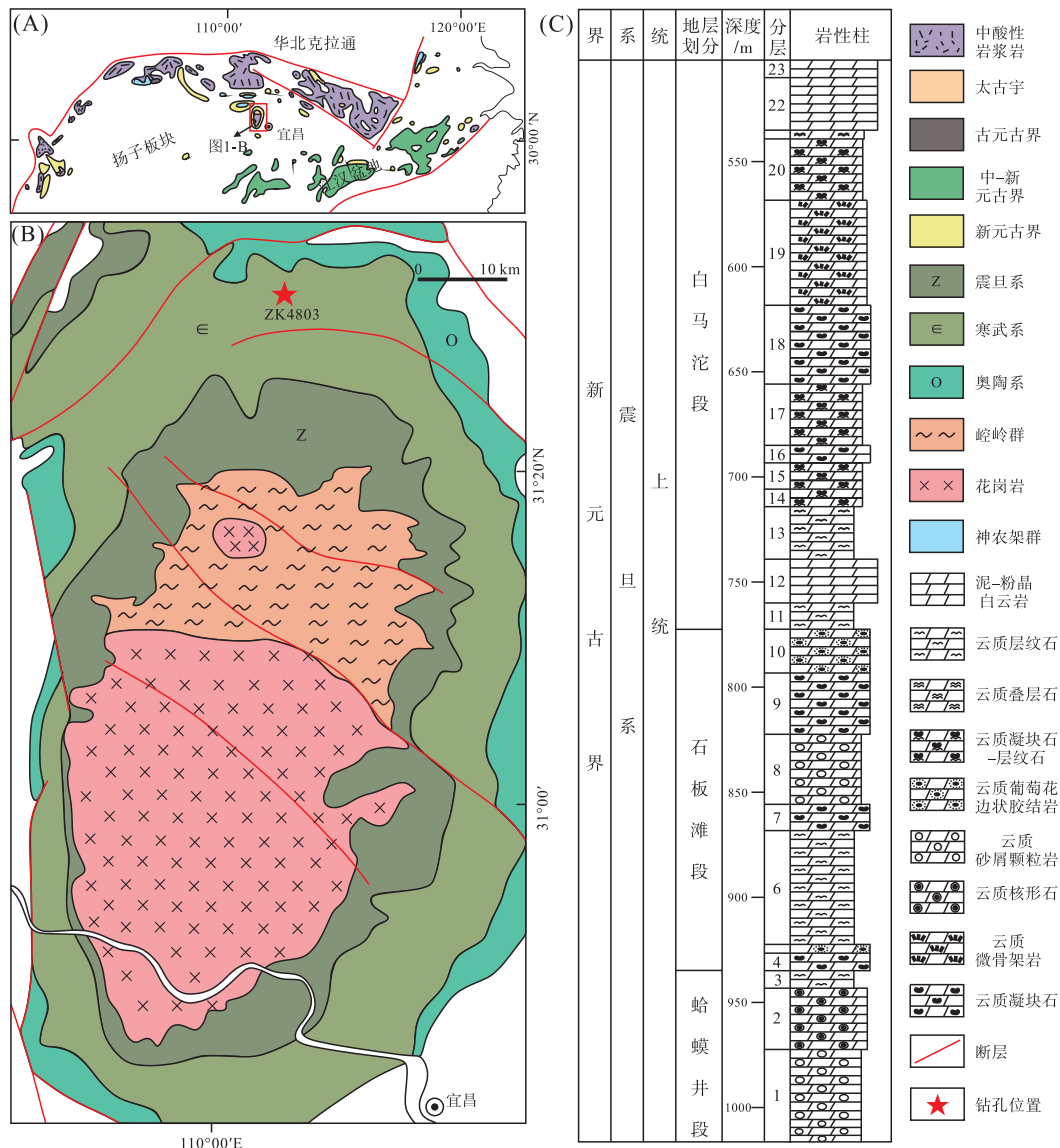 (A)
110°00′
120°00′E
华北克拉通
扬子板块
图1-B
宜昌
江汉盆地
30°00′N
(B)
0 10 km
ZK4803
∈
O
Z
31°20′N
31°00′N
宜昌
110°00′E
(C)
界
系
统
地层划分
深度/m
分层
岩性柱
新元古界
震旦系
上统
白马沱段
石板滩段
蛤蟆井段
550
600
650
700
750
800
850
900
950
1000
23
22
20
19
18
17
16
15
14
13
12
11
10
9
8
7
6
4
3
2
1
中酸性
岩浆岩
太古宇
古元古界
中–新
元古界
新元古界
Z 震旦系
∈ 寒武系
O 奥陶系
崆岭群
花岗岩
神农架群
泥–粉晶
白云岩
云质层纹石
云质叠层石
云质凝块石
–层纹石
云质葡萄花
边状胶结岩
云质
砂屑颗粒岩
云质核形石
云质
微骨架岩
云质凝块石
断层
钻孔位置